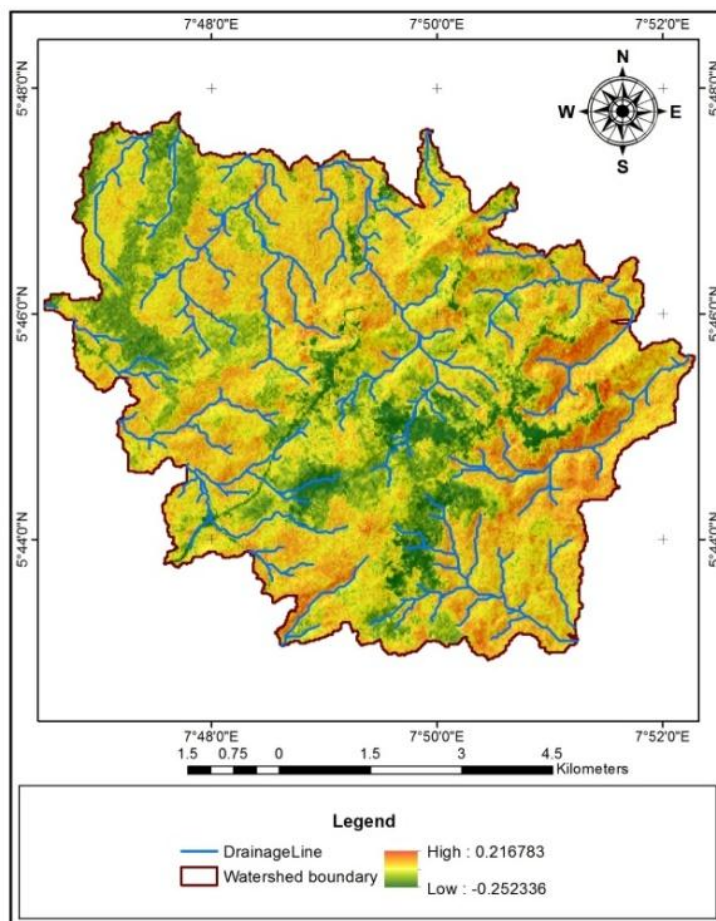 7°48'0"E 7°50'0"E 7°52'0"E
5°48'0"N 5°48'0"N
N
W E
S
5°46'0"N 5°46'0"N
5°44'0"N 5°44'0"N
7°48'0"E 7°50'0"E 7°52'0"E
1.5 0.75 0 1.5 3 4.5
Kilometers
Legend
DrainageLine
Watershed boundary
High : 0.216783
Low : -0.252336